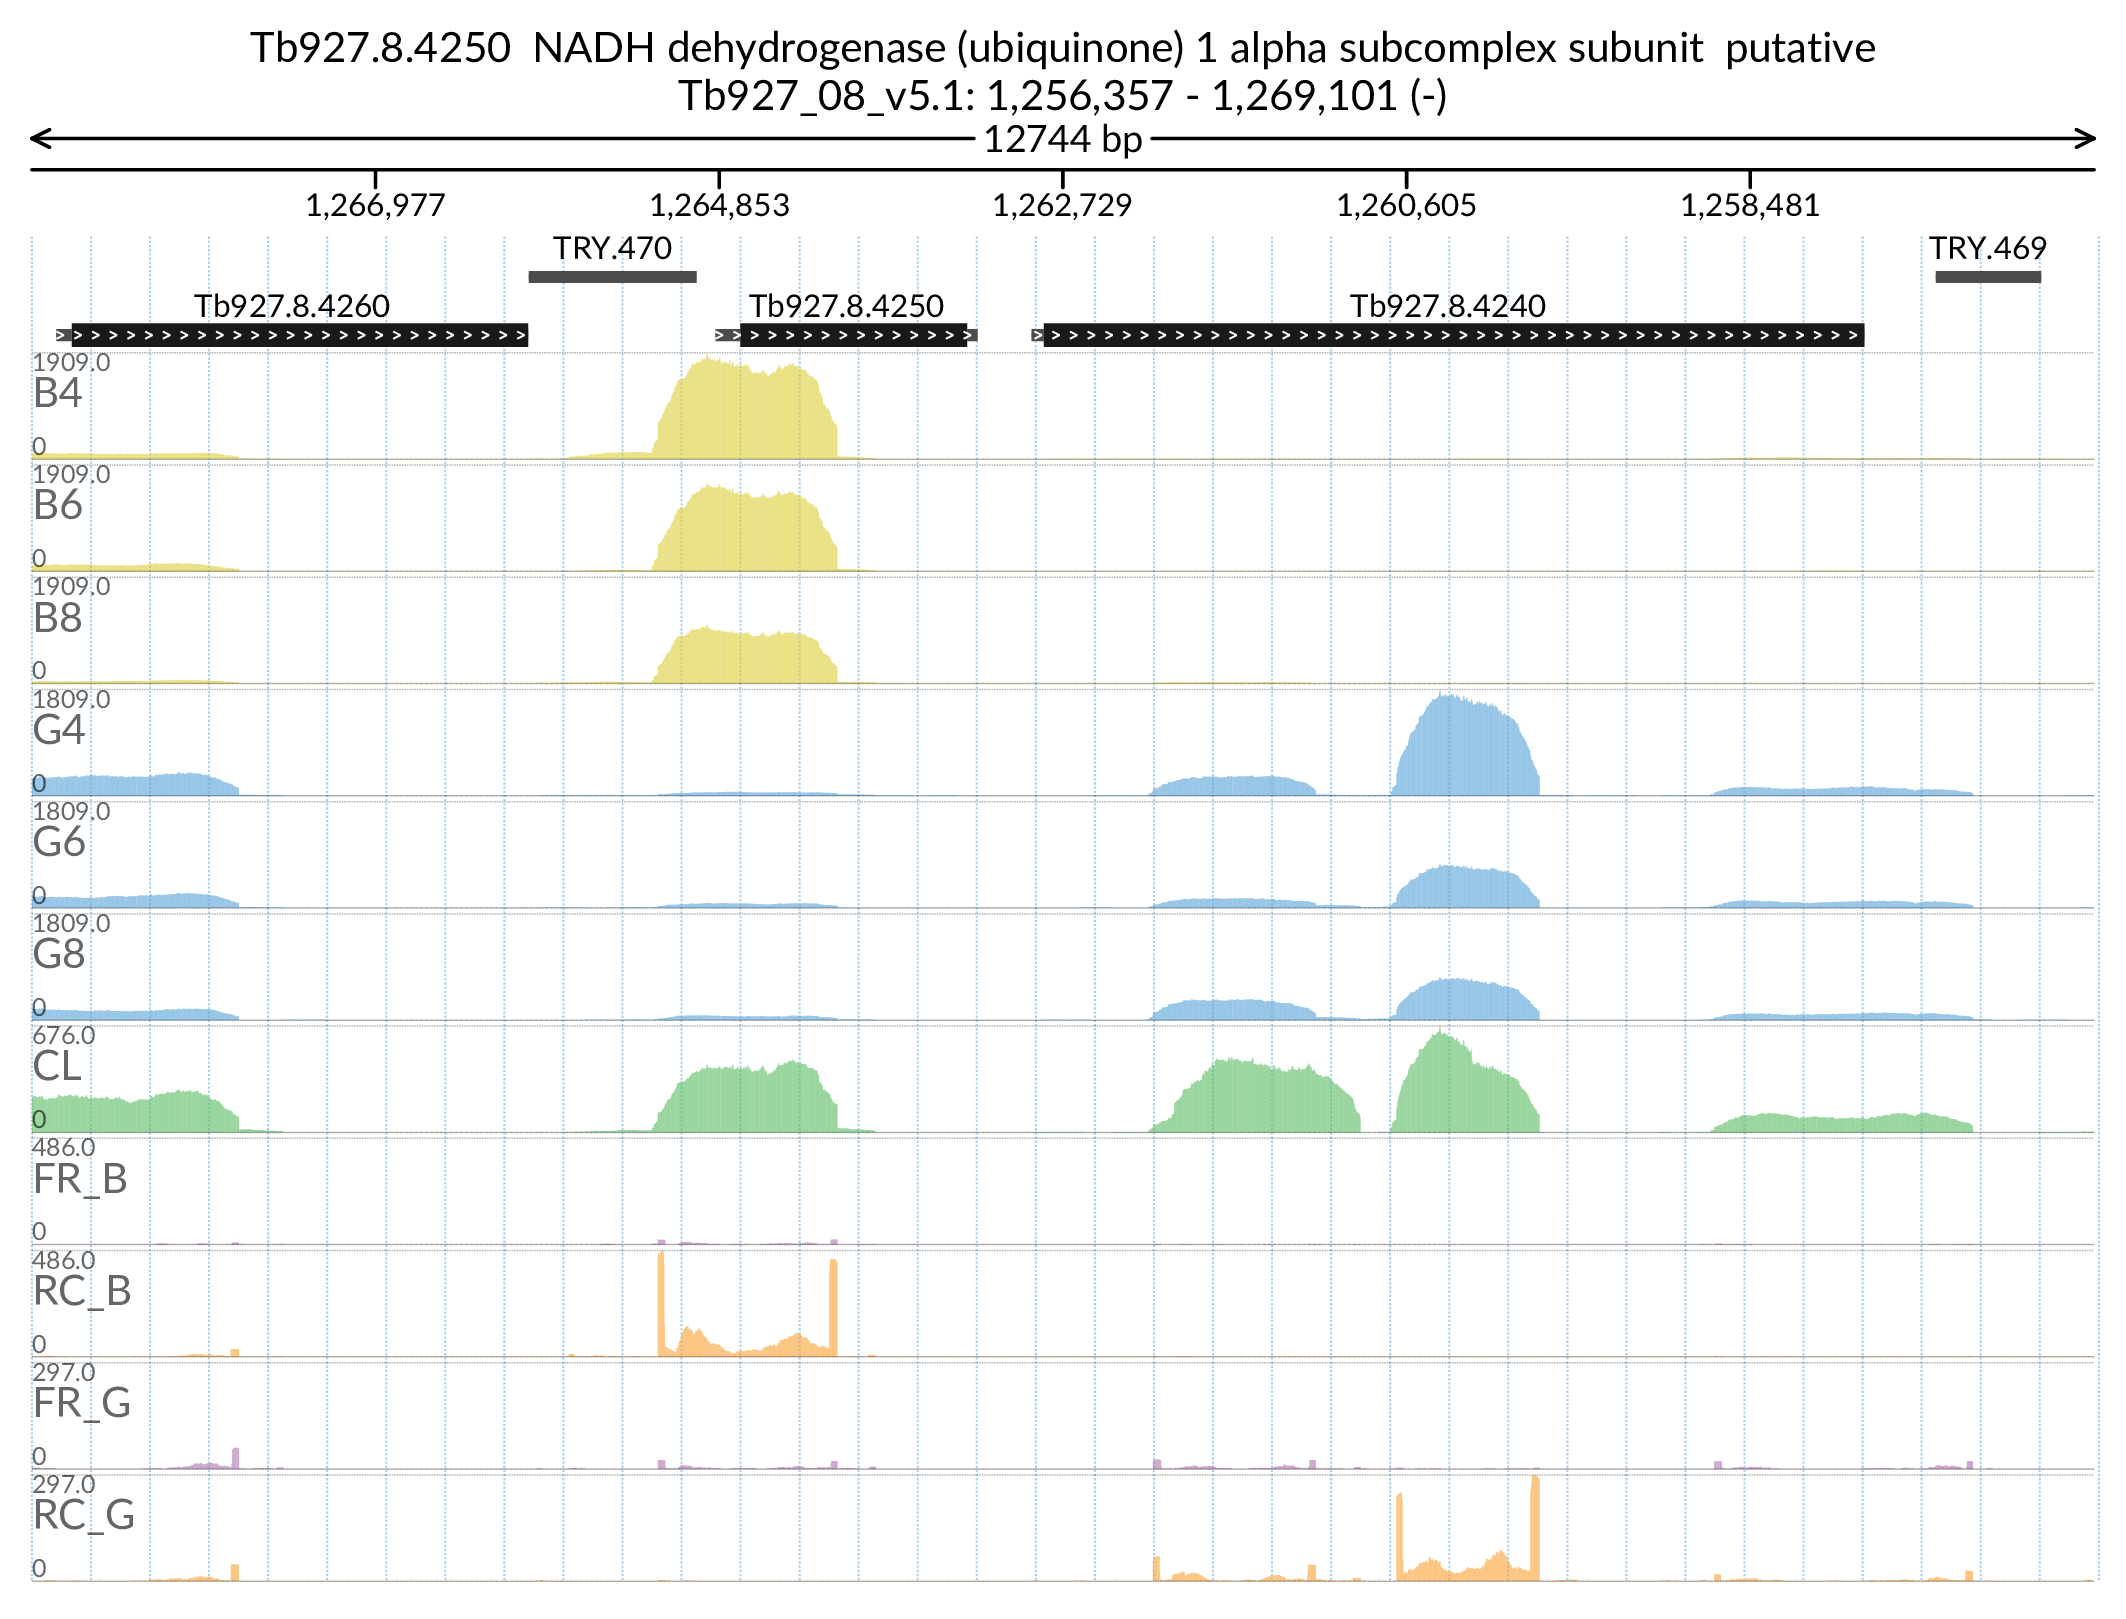 Tb927.8.4250  NADH dehydrogenase (ubiquinone) 1 alpha subcomplex subunit  putative
Tb927_08_v5.1: 1,256,357 - 1,269,101 (-)
12744 bp
1,266,977 1,264,853 1,262,729 1,260,605 1,258,481
TRY.470 TRY.469
Tb927.8.4260 Tb927.8.4250 Tb927.8.4240
1909.0
B4
0
1909.0
B6
0
1909.0
B8
0
1809.0
G4
0
1809.0
G6
0
1809.0
G8
0
676.0
CL
0
486.0
FR_B
0
486.0
RC_B
0
297.0
FR_G
0
297.0
RC_G
0